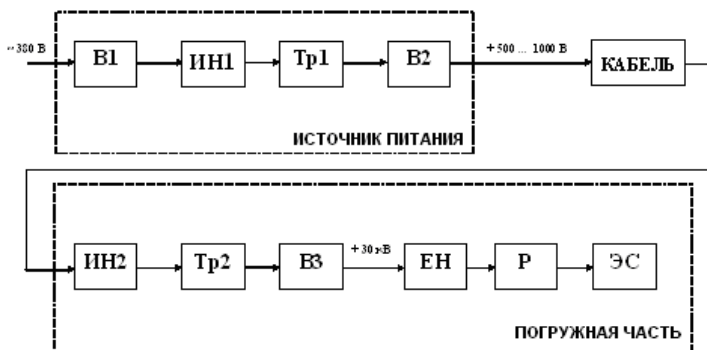 ~380 В
В1
ИН1
Тр1
В2
+500 ... 1000 В
КАБЕЛЬ
ИСТОЧНИК ПИТАНИЯ
ИН2
Тр2
В3
+30 кВ
ЕН
Р
ЭС
ПОГРУЖНАЯ ЧАСТЬ